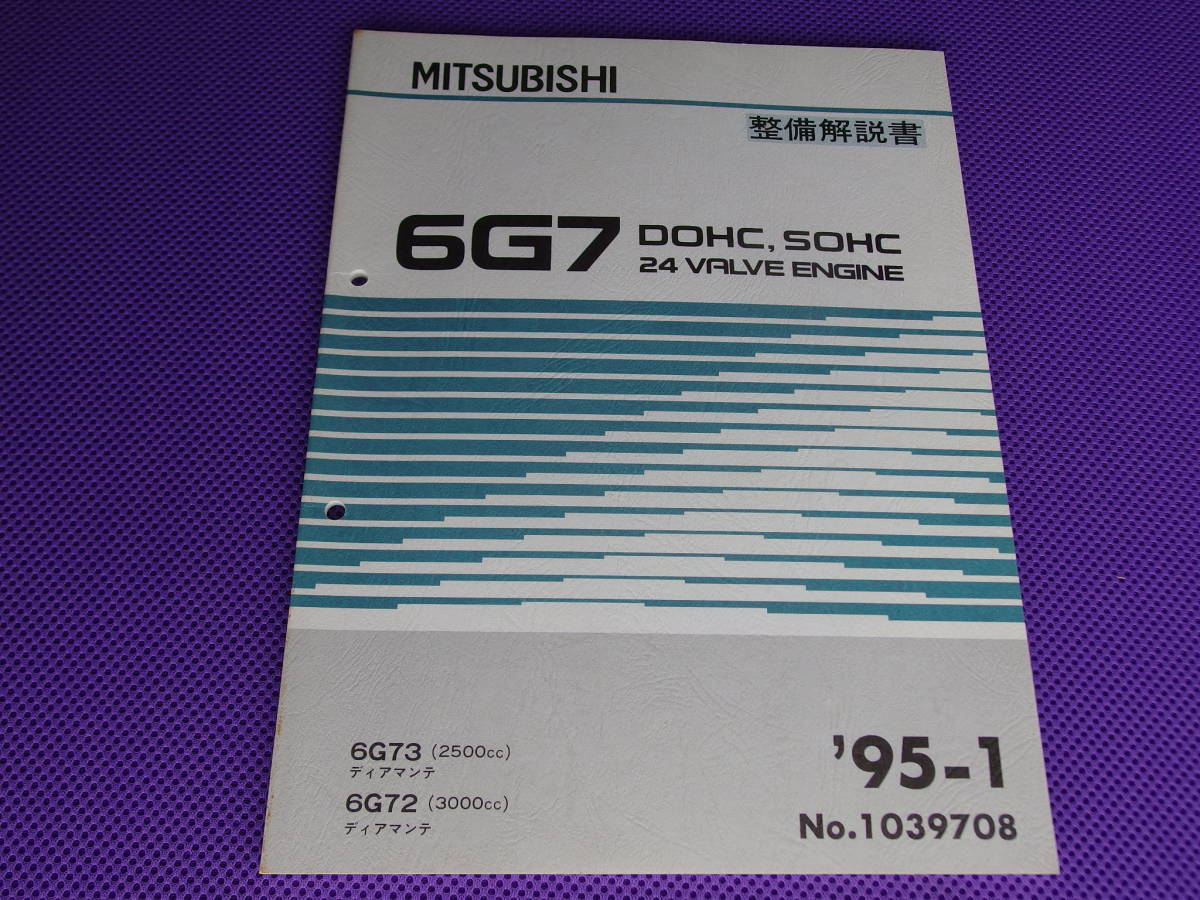 MITSUBISHI
整備解説書
6G7 DOHC, SOHC
24 VALVE ENGINE
6G73 (2500cc)
ディアマンテ
6G72 (3000cc)
ディアマンテ
'95-1
No.1039708